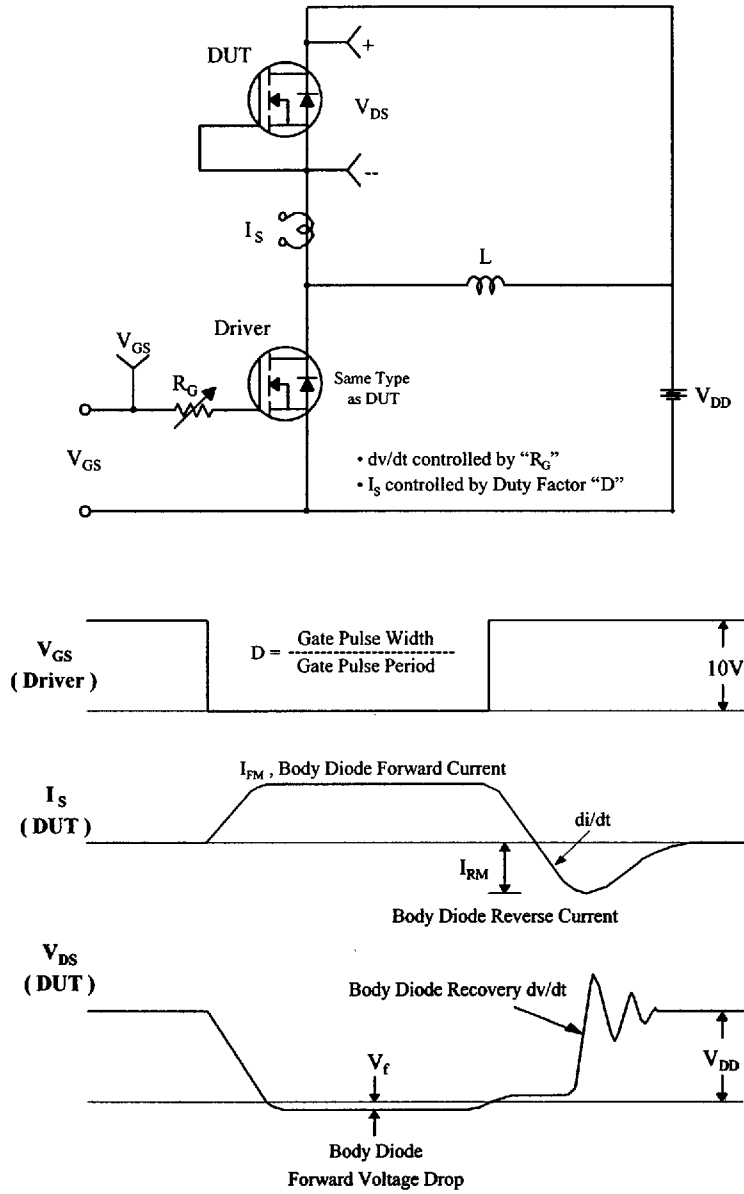 DUT
+
V_DS
--
I_S
L
Driver
V_GS
R_G
Same Type
as DUT
V_DD
V_GS
• dv/dt controlled by “R_G”
• I_S controlled by Duty Factor “D”
V_GS
( Driver )
D = Gate Pulse Width
Gate Pulse Period
10V
I_FM , Body Diode Forward Current
I_S
( DUT )
di/dt
I_RM
Body Diode Reverse Current
V_DS
( DUT )
Body Diode Recovery dv/dt
V_f
V_DD
Body Diode
Forward Voltage Drop